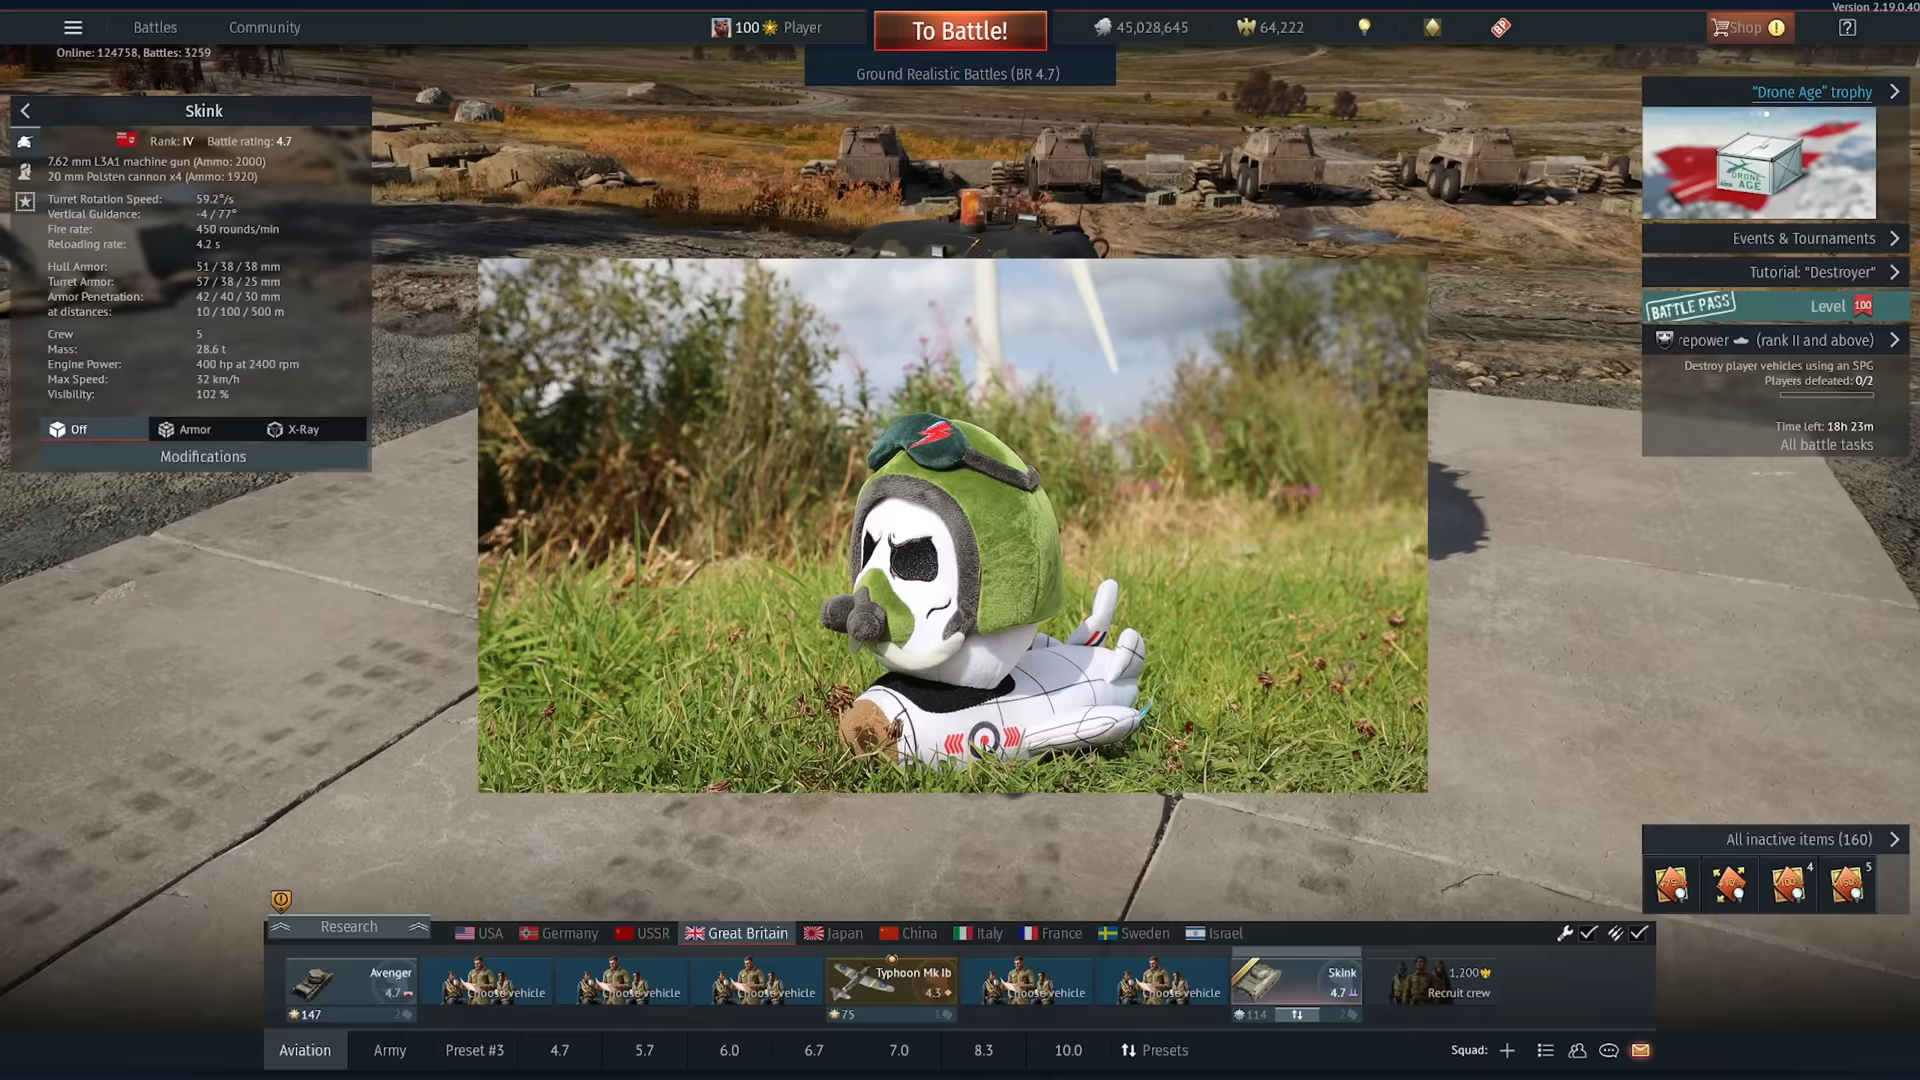 Version 2.19.0.40
Battles
Community
100 Player
To Battle!
45,028,645
64,222
Shop
Online: 124758, Battles: 3259
Ground Realistic Battles (BR 4.7)
Skink
Rank: IV Battle rating: 4.7
7.62 mm L3A1 machine gun (Ammo: 2000)
20 mm Polsten cannon x4 (Ammo: 1920)
Turret Rotation Speed: 59.2°/s
Vertical Guidance: -4 / 77°
Fire rate: 450 rounds/min
Reloading rate: 4.2 s
Hull Armor: 51 / 38 / 38 mm
Turret Armor: 57 / 38 / 25 mm
Armor Penetration: 42 / 40 / 30 mm
at distances: 10 / 100 / 500 m
Crew 5
Mass: 28.6 t
Engine Power: 400 hp at 2400 rpm
Max Speed: 32 km/h
Visibility: 102 %
Off
Armor
X-Ray
Modifications
"Drone Age" trophy
DRONE
AGE
Events & Tournaments
Tutorial: "Destroyer"
BATTLE PASS
Level 100
repower (rank II and above)
Destroy player vehicles using an SPG
Players defeated: 0/2
Time left: 18h 23m
All battle tasks
All inactive items (160)
4
5
Research
USA
Germany
USSR
Great Britain
Japan
China
Italy
France
Sweden
Israel
Avenger
4.7
147
2
Choose vehicle
Choose vehicle
Choose vehicle
Typhoon Mk Ib
4.3
75
1
Choose vehicle
Choose vehicle
Skink
4.7
114
2
1,200
Recruit crew
Aviation
Army
Preset #3
4.7
5.7
6.0
6.7
7.0
8.3
10.0
Presets
Squad: